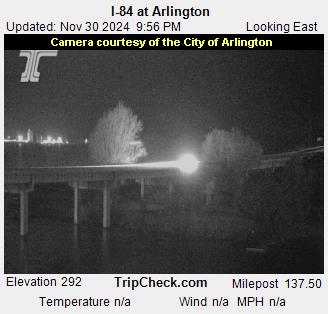 I-84 at Arlington
Updated: Nov 30 2024 9:56 PM Looking East
Camera courtesy of the City of Arlington
Elevation 292 TripCheck.com Milepost 137.50
Temperature n/a Wind n/a MPH n/a